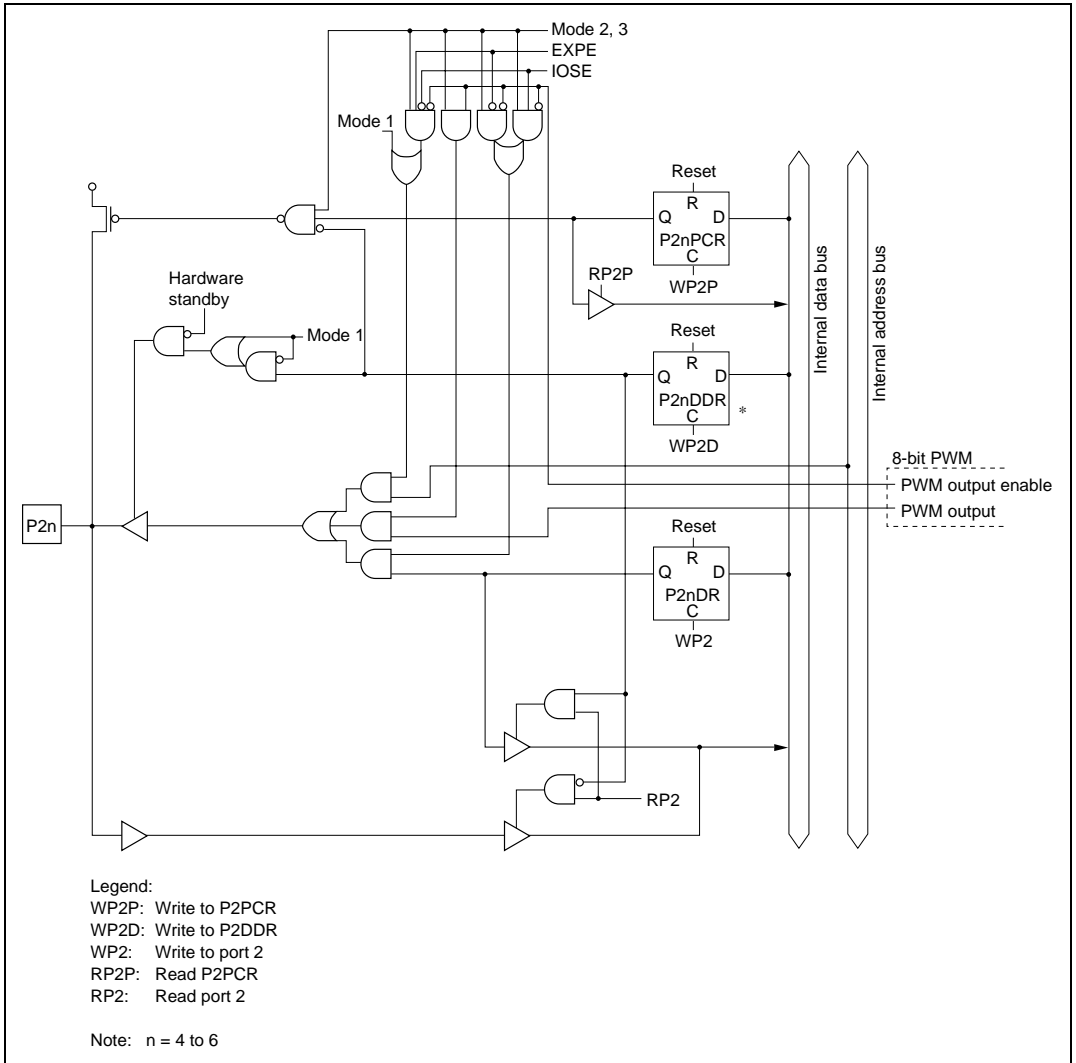 Mode 2, 3
EXPE
IOSE
Mode 1
Reset
R
Q D
P2nPCR
C
WP2P
RP2P
Hardware
standby
Mode 1
Reset
R
Q D
P2nDDR
C
*
WP2D
Internal data bus
Internal address bus
8-bit PWM
PWM output enable
PWM output
P2n
Reset
R
Q D
P2nDR
C
WP2
RP2
Legend:
WP2P: Write to P2PCR
WP2D: Write to P2DDR
WP2: Write to port 2
RP2P: Read P2PCR
RP2: Read port 2
Note: n = 4 to 6